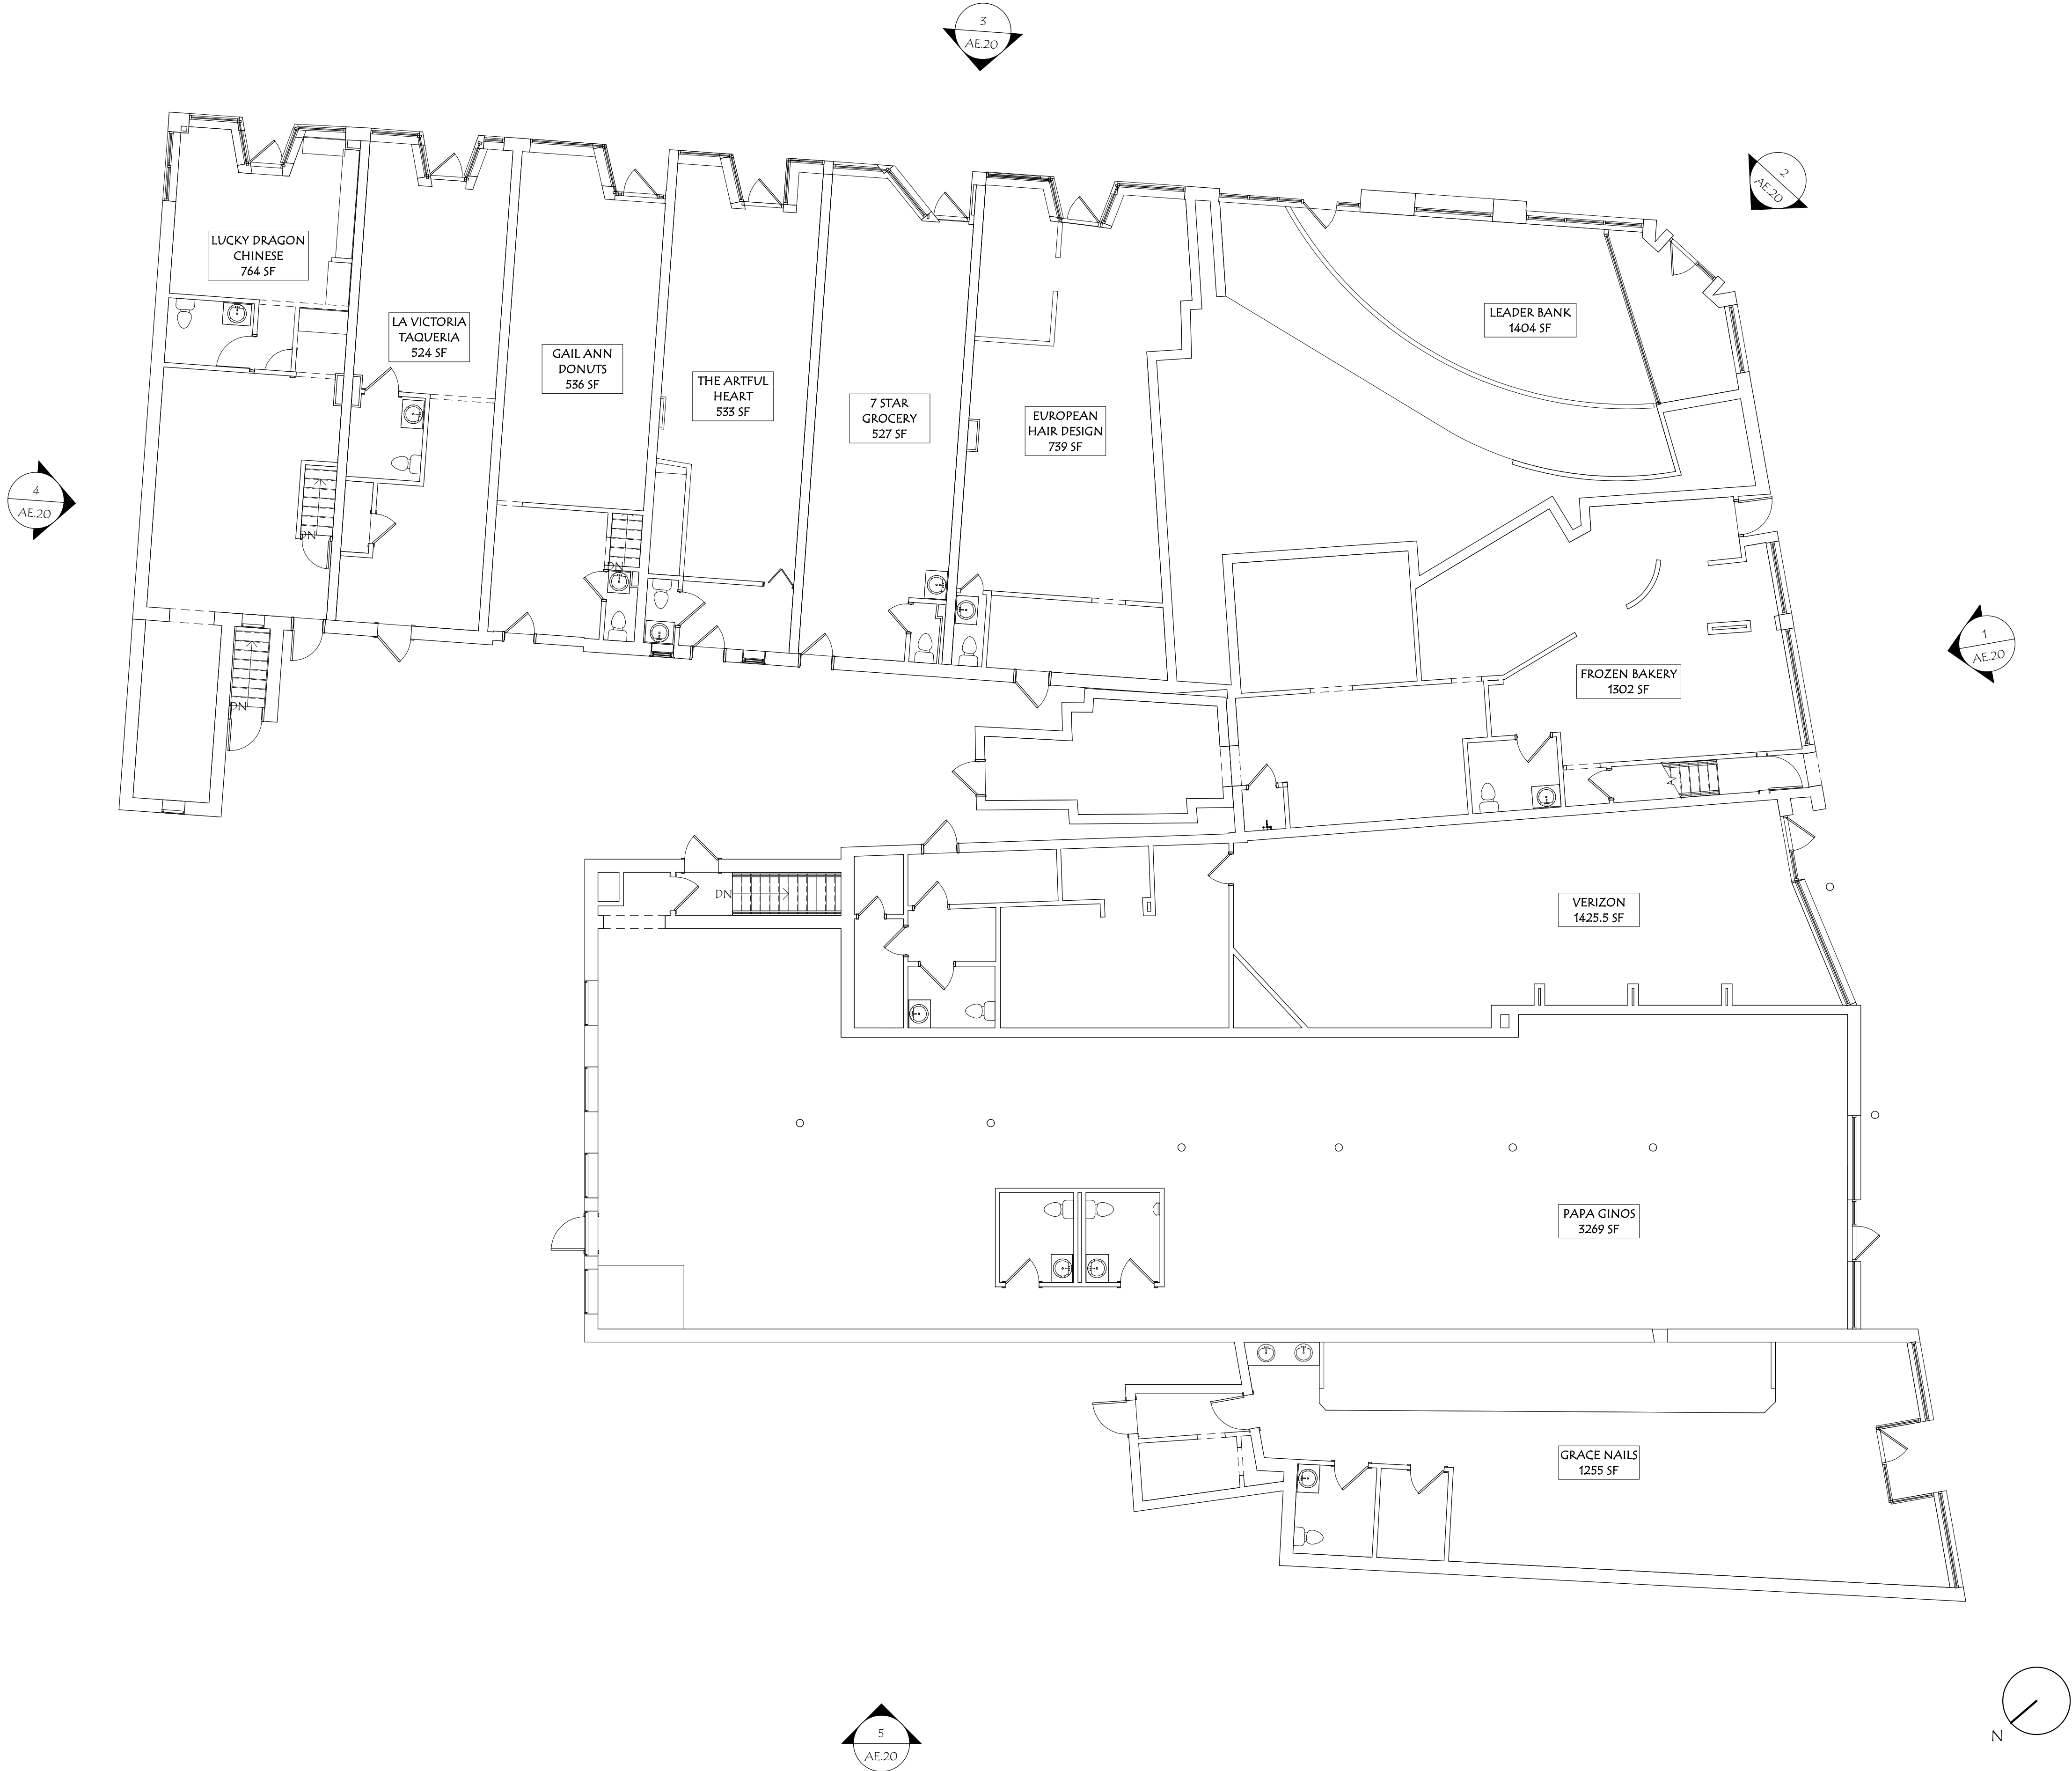 3
AE.20
2
AE.20
LUCKY DRAGON
CHINESE
764 SF
LA VICTORIA
TAQUERIA
524 SF
GAIL ANN
DONUTS
536 SF
THE ARTFUL
HEART
533 SF
7 STAR
GROCERY
527 SF
EUROPEAN
HAIR DESIGN
739 SF
LEADER BANK
1404 SF
4
AE.20
DN
DN
DN
1
AE.20
FROZEN BAKERY
1302 SF
DN
VERIZON
1425.5 SF
PAPA GINOS
3269 SF
GRACE NAILS
1255 SF
5
AE.20
N